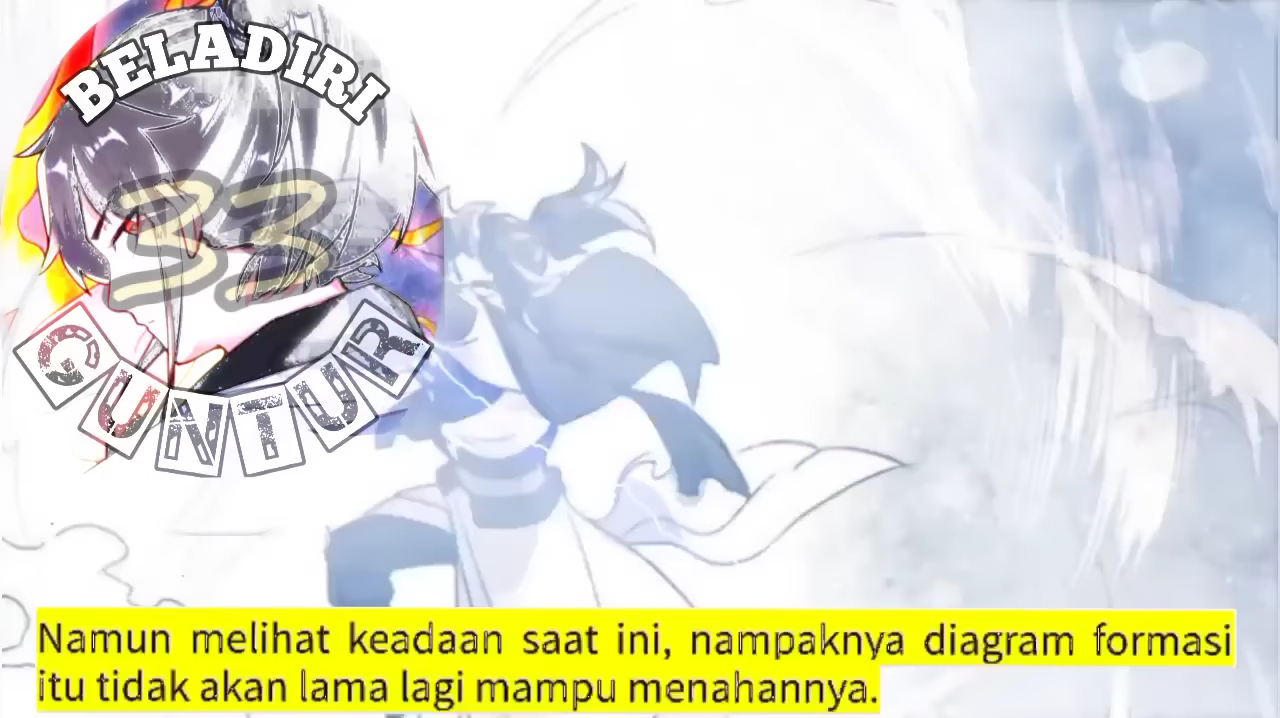 BELADIRI
33
GUNTUR
Namun melihat keadaan saat ini, nampaknya diagram formasi
itu tidak akan lama lagi mampu menahannya.